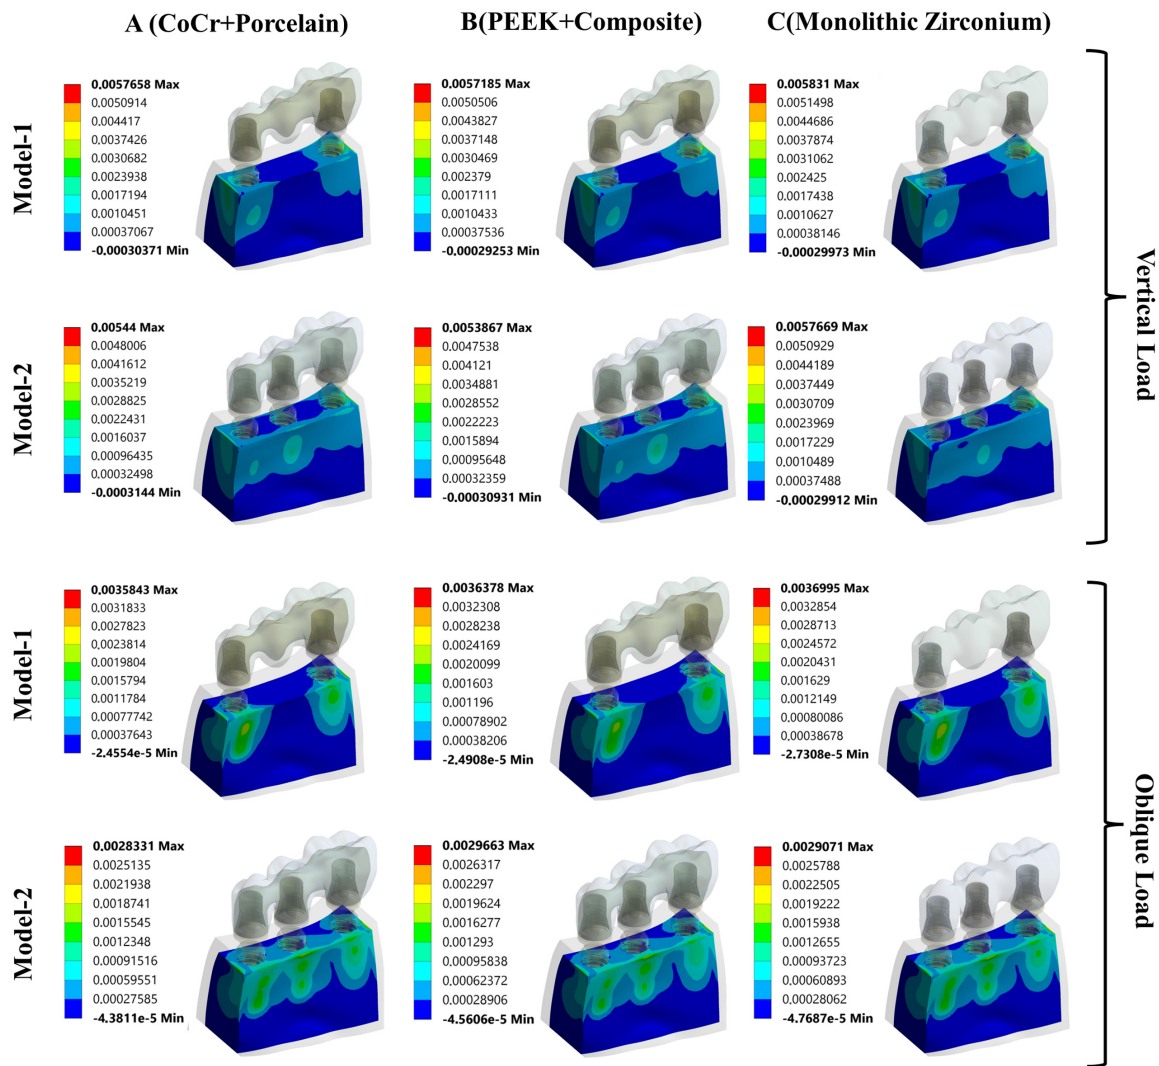 A (CoCr+Porcelain)
B(PEEK+Composite)
C(Monolithic Zirconium)
Model-1
0.0057658 Max
0.0050914
0.004417
0.0037426
0.0030682
0.0023938
0.0017194
0.0010451
0.00037067
-0.00030371 Min
0.0057185 Max
0.0050506
0.0043827
0.0037148
0.0030469
0.002379
0.0017111
0.0010433
0.00037536
-0.00029253 Min
0.005831 Max
0.0051498
0.0044686
0.0037874
0.0031062
0.002425
0.0017438
0.0010627
0.00038146
-0.00029973 Min
Model-2
0.00544 Max
0.0048006
0.0041612
0.0035219
0.0028825
0.0022431
0.0016037
0.00096435
0.00032498
-0.0003144 Min
0.0053867 Max
0.0047538
0.004121
0.0034881
0.0028552
0.0022223
0.0015894
0.00095648
0.00032359
-0.00030931 Min
0.0057669 Max
0.0050929
0.0044189
0.0037449
0.0030709
0.0023969
0.0017229
0.0010489
0.00037488
-0.00029912 Min
Vertical Load
Model-1
0.0035843 Max
0.0031833
0.0027823
0.0023814
0.0019804
0.0015794
0.0011784
0.00077742
0.00037643
-2.4554e-5 Min
0.0036378 Max
0.0032308
0.0028238
0.0024169
0.0020099
0.001603
0.001196
0.00078902
0.00038206
-2.4908e-5 Min
0.0036995 Max
0.0032854
0.0028713
0.0024572
0.0020431
0.001629
0.0012149
0.00080086
0.00038678
-2.7308e-5 Min
Model-2
0.0028331 Max
0.0025135
0.0021938
0.0018741
0.0015545
0.0012348
0.00091516
0.00059551
0.00027585
-4.3811e-5 Min
0.0029663 Max
0.0026317
0.002297
0.0019624
0.0016277
0.001293
0.00095838
0.00062372
0.00028906
-4.5606e-5 Min
0.0029071 Max
0.0025788
0.0022505
0.0019222
0.0015938
0.0012655
0.00093723
0.00060893
0.00028062
-4.7687e-5 Min
Oblique Load